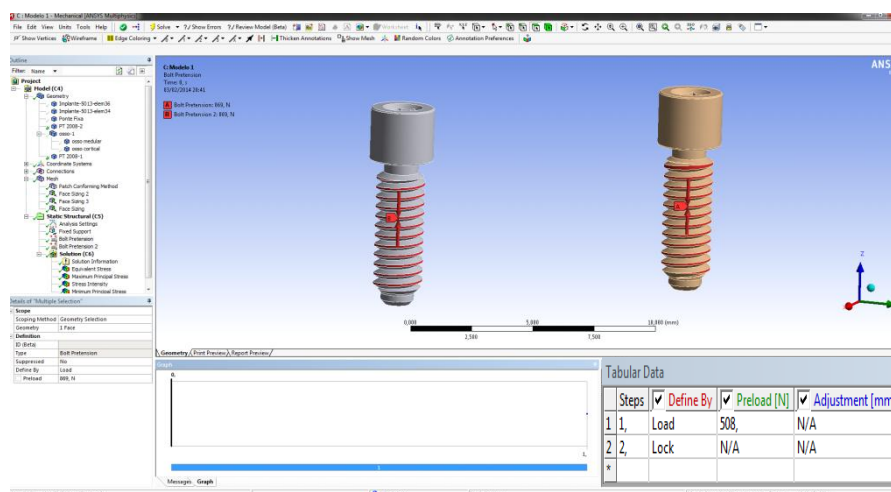 C : Modelo 1 - Mechanical [ANSYS Multiphysics]
File Edit View Units Tools Help Solve Show Errors Review Model (Beta) Worksheet
Show Vertices Wireframe Edge Coloring Thicken Annotations Show Mesh Random Colors Annotation Preferences
Outline
Filter: Name
Project
Model (C4)
Geometry
Implante-5013-elem36
Implante-5013-elem34
Ponte Fixa
PT 2008-2
osso-1
osso medular
osso cortical
PT 2008-1
Coordinate Systems
Connections
Mesh
Patch Conforming Method
Face Sizing 2
Face Sizing 3
Face Sizing
Static Structural (C5)
Analysis Settings
Fixed Support
Bolt Pretension
Bolt Pretension 2
Solution (C6)
Solution Information
Equivalent Stress
Maximum Principal Stress
Stress Intensity
Minimum Principal Stress
Details of "Multiple Selection"
Scope
Scoping Method Geometry Selection
Geometry 1 Face
Definition
ID (Beta)
Type Bolt Pretension
Suppressed No
Define By Load
Preload 869, N
C: Modelo 1
Bolt Pretension
A Bolt Pretension: 869, N
B Bolt Pretension 2: 869, N
ANS
Z
0,000 5,000 10,000 (mm)
2,500 7,500
Geometry Print Preview Report Preview
Graph
0,
1,
1
Messages Graph
Tabular Data
Steps Define By Preload [N] Adjustment [mm
1 1, Load 508, N/A
2 2, Lock N/A N/A
*